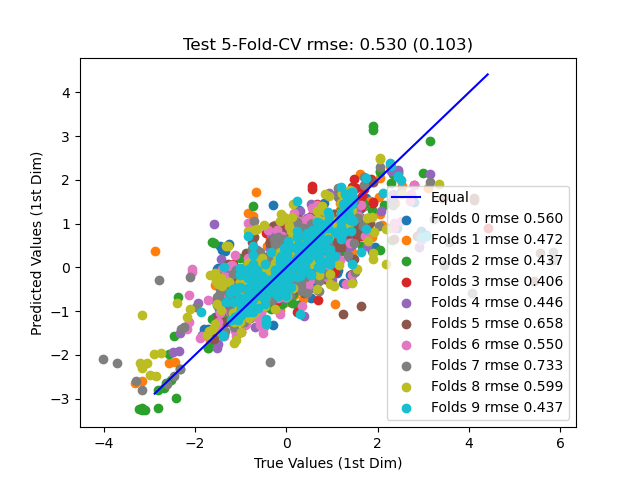 Test 5-Fold-CV rmse: 0.530 (0.103)
Predicted Values (1st Dim)
4
3
2
1
0
−1
−2
−3
Equal
Folds 0 rmse 0.560
Folds 1 rmse 0.472
Folds 2 rmse 0.437
Folds 3 rmse 0.406
Folds 4 rmse 0.446
Folds 5 rmse 0.658
Folds 6 rmse 0.550
Folds 7 rmse 0.733
Folds 8 rmse 0.599
Folds 9 rmse 0.437
−4 −2 0 2 4 6
True Values (1st Dim)